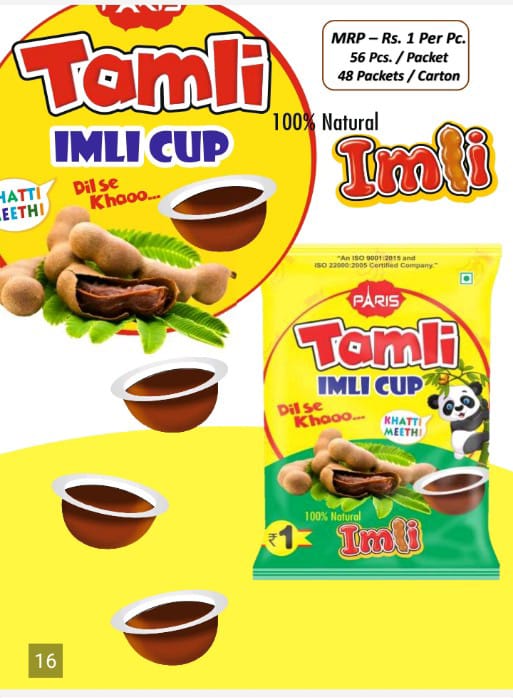 PARIS
Tamli
IMLI CUP
Dil se
Khaoo...
KHATTI
MEETHI
MRP – Rs. 1 Per Pc.
56 Pcs. / Packet
48 Packets / Carton
100% Natural
Imli
"An ISO 9001:2015 and
ISO 22000:2005 Certified Company."
PARIS
Tamli
IMLI CUP
Dil se
Khaoo...
KHATTI
MEETHI
100% Natural
Imli
₹1
16